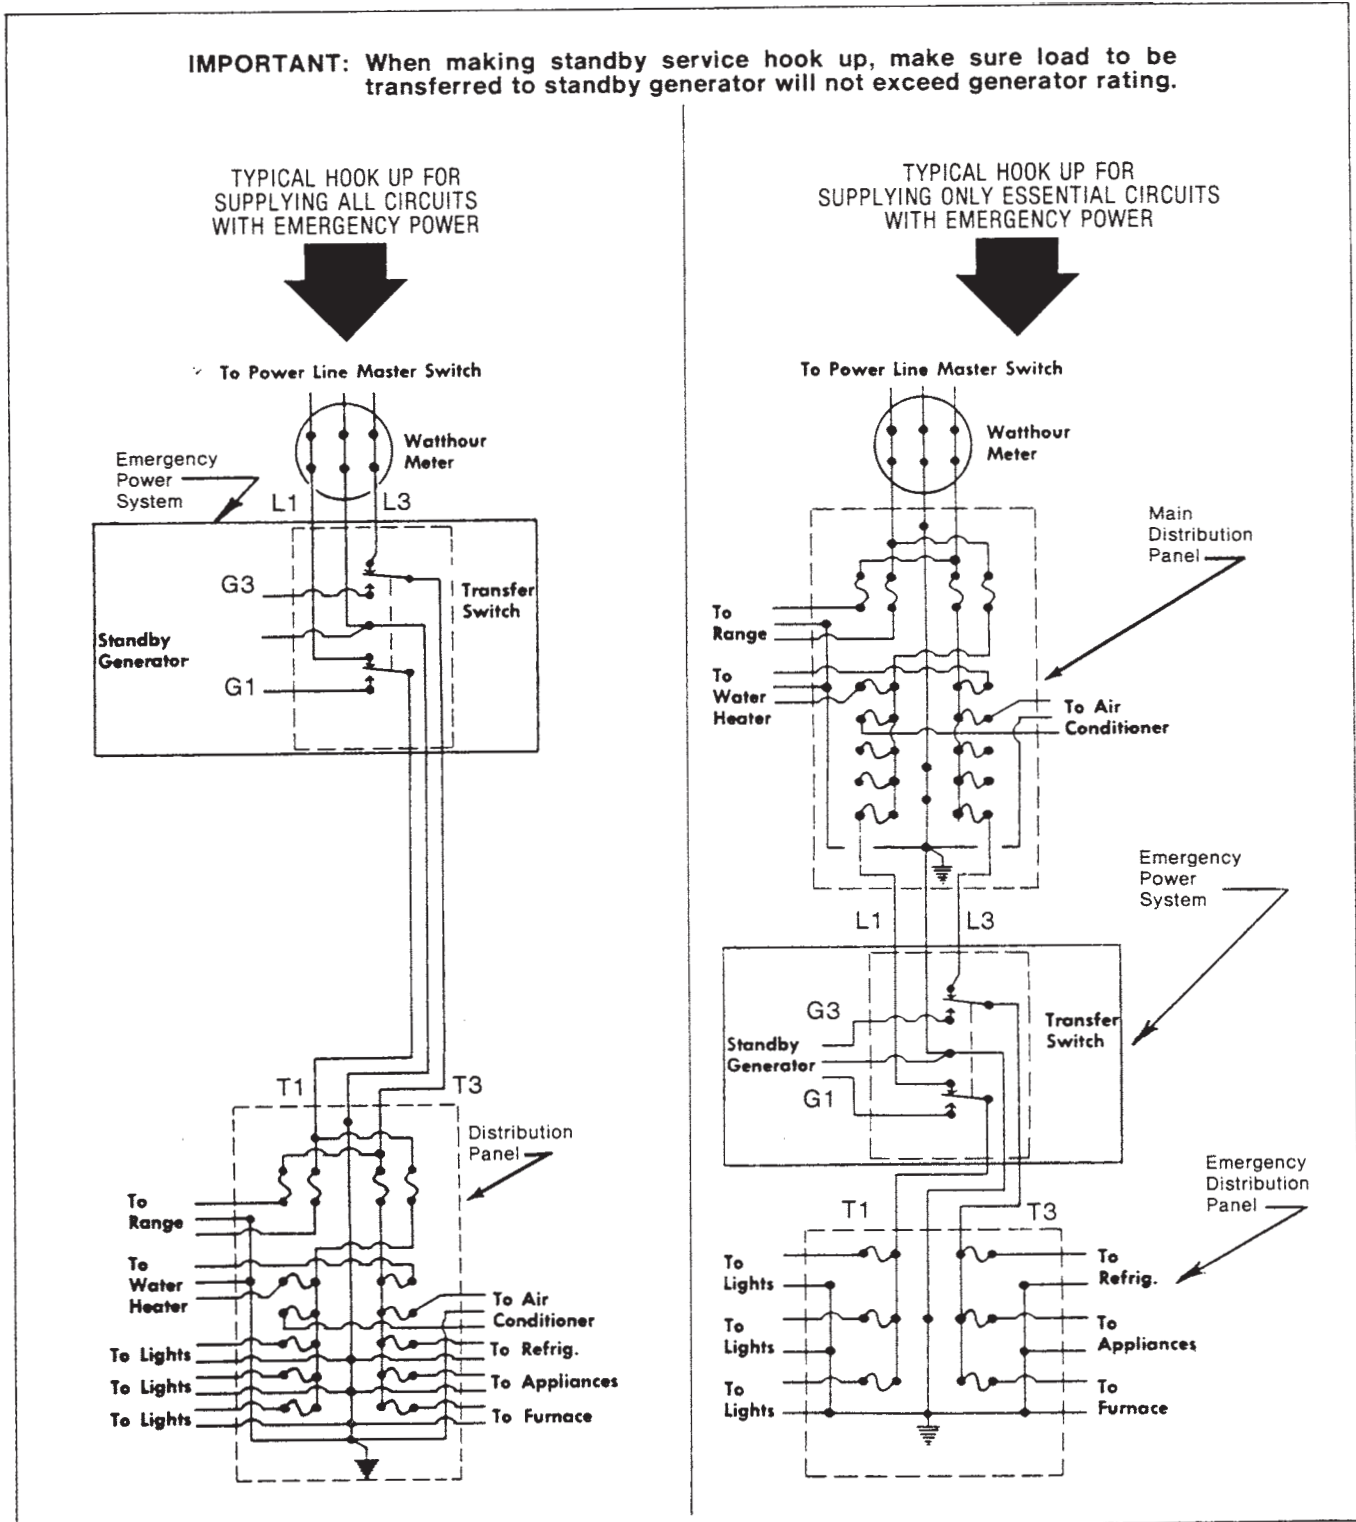 IMPORTANT: When making standby service hook up, make sure load to be
transferred to standby generator will not exceed generator rating.
TYPICAL HOOK UP FOR
SUPPLYING ALL CIRCUITS
WITH EMERGENCY POWER
To Power Line Master Switch
Watthour
Meter
Emergency
Power
System
L1
L3
G3
Transfer
Switch
Standby
Generator
G1
T1
T3
Distribution
Panel
To
Range
To
Water
Heater
To Air
Conditioner
To Lights
To Refrig.
To Lights
To Appliances
To Lights
To Furnace
TYPICAL HOOK UP FOR
SUPPLYING ONLY ESSENTIAL CIRCUITS
WITH EMERGENCY POWER
To Power Line Master Switch
Watthour
Meter
Main
Distribution
Panel
To
Range
To
Water
Heater
To Air
Conditioner
Emergency
Power
System
L1
L3
G3
Transfer
Switch
Standby
Generator
G1
Emergency
Distribution
Panel
T1
T3
To
Lights
To
Refrig.
To
Lights
To
Appliances
To
Lights
To
Furnace